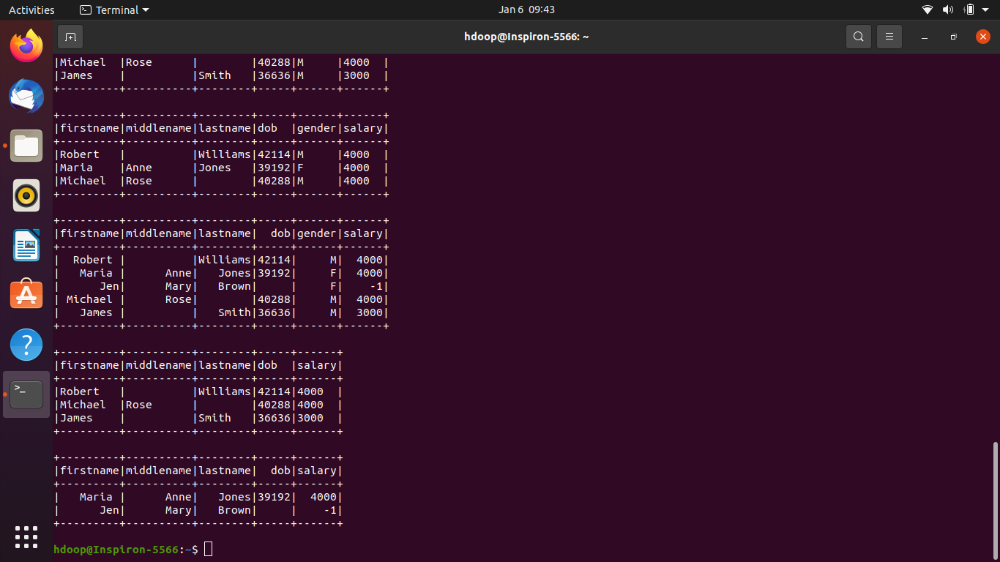 Activities Terminal Jan 6 09:43
hdoop@Inspiron-5566: ~
|Michael  |Rose      |        |40288|M     |4000  |
|James    |          |Smith   |36636|M     |3000  |
+---------+----------+--------+-----+------+------+
+---------+----------+--------+-----+------+------+
|firstname|middlename|lastname|dob  |gender|salary|
+---------+----------+--------+-----+------+------+
|Robert   |          |Williams|42114|M     |4000  |
|Maria    |Anne      |Jones   |39192|F     |4000  |
|Michael  |Rose      |        |40288|M     |4000  |
+---------+----------+--------+-----+------+------+
+---------+----------+--------+-----+------+------+
|firstname|middlename|lastname|  dob|gender|salary|
+---------+----------+--------+-----+------+------+
|  Robert |          |Williams|42114|     M|  4000|
|   Maria |      Anne|   Jones|39192|     F|  4000|
|      Jen|      Mary|   Brown|     |     F|    -1|
| Michael |      Rose|        |40288|     M|  4000|
|   James |          |   Smith|36636|     M|  3000|
+---------+----------+--------+-----+------+------+
+---------+----------+--------+-----+------+
|firstname|middlename|lastname|dob  |salary|
+---------+----------+--------+-----+------+
|Robert   |          |Williams|42114|4000  |
|Michael  |Rose      |        |40288|4000  |
|James    |          |Smith   |36636|3000  |
+---------+----------+--------+-----+------+
+---------+----------+--------+-----+------+
|firstname|middlename|lastname|  dob|salary|
+---------+----------+--------+-----+------+
|   Maria |      Anne|   Jones|39192|  4000|
|      Jen|      Mary|   Brown|     |    -1|
+---------+----------+--------+-----+------+
hdoop@Inspiron-5566:~$